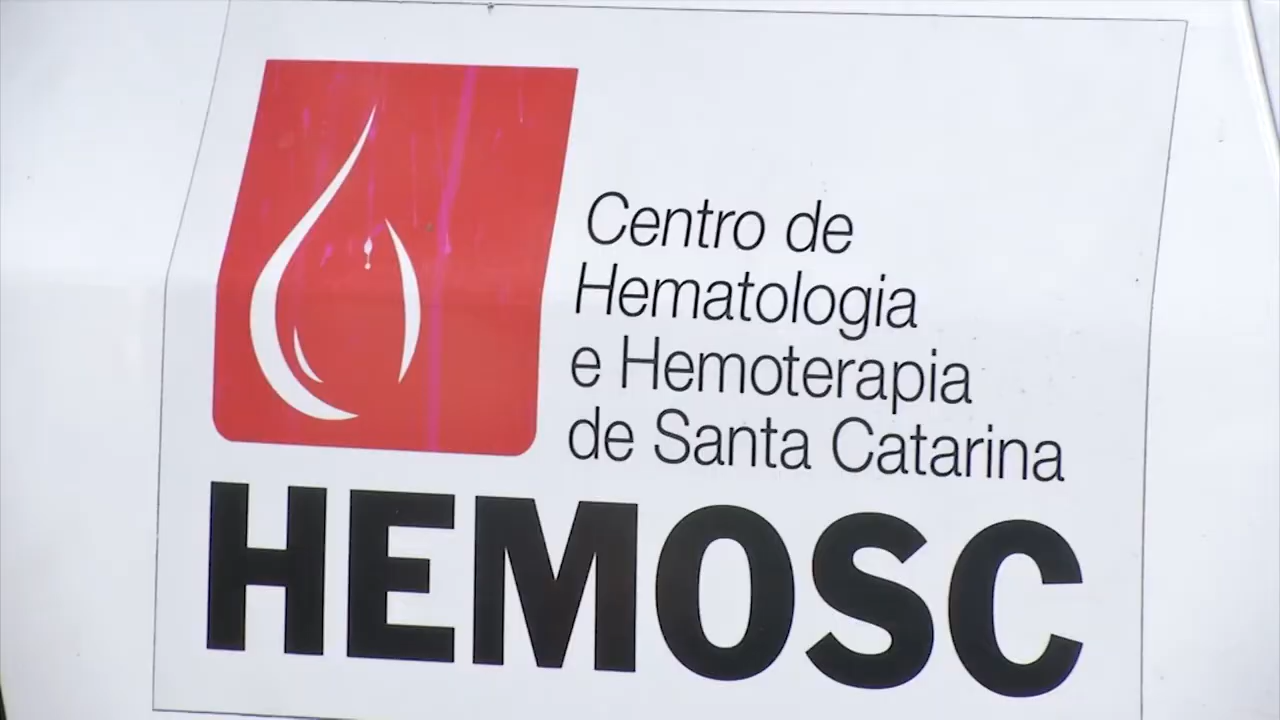 Centro de
Hematologia
e Hemoterapia
de Santa Catarina
HEMOSC